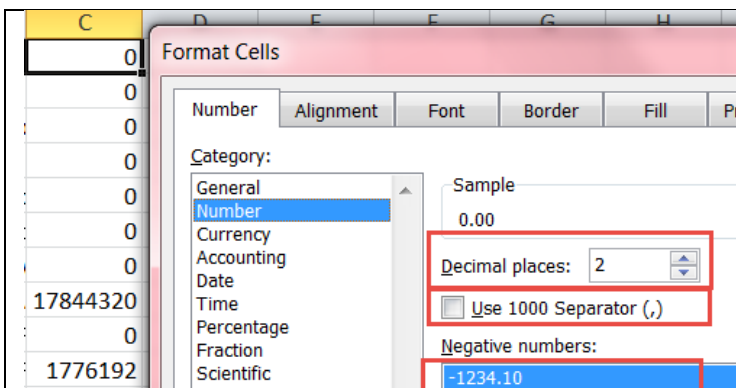 C D E F G H
0
0
0
0
0
0
0
17844320
0
1776192
Format Cells
Number Alignment Font Border Fill
Category:
General
Number
Currency
Accounting
Date
Time
Percentage
Fraction
Scientific
Sample
0.00
Decimal places: 2
Use 1000 Separator (,)
Negative numbers:
-1234.10